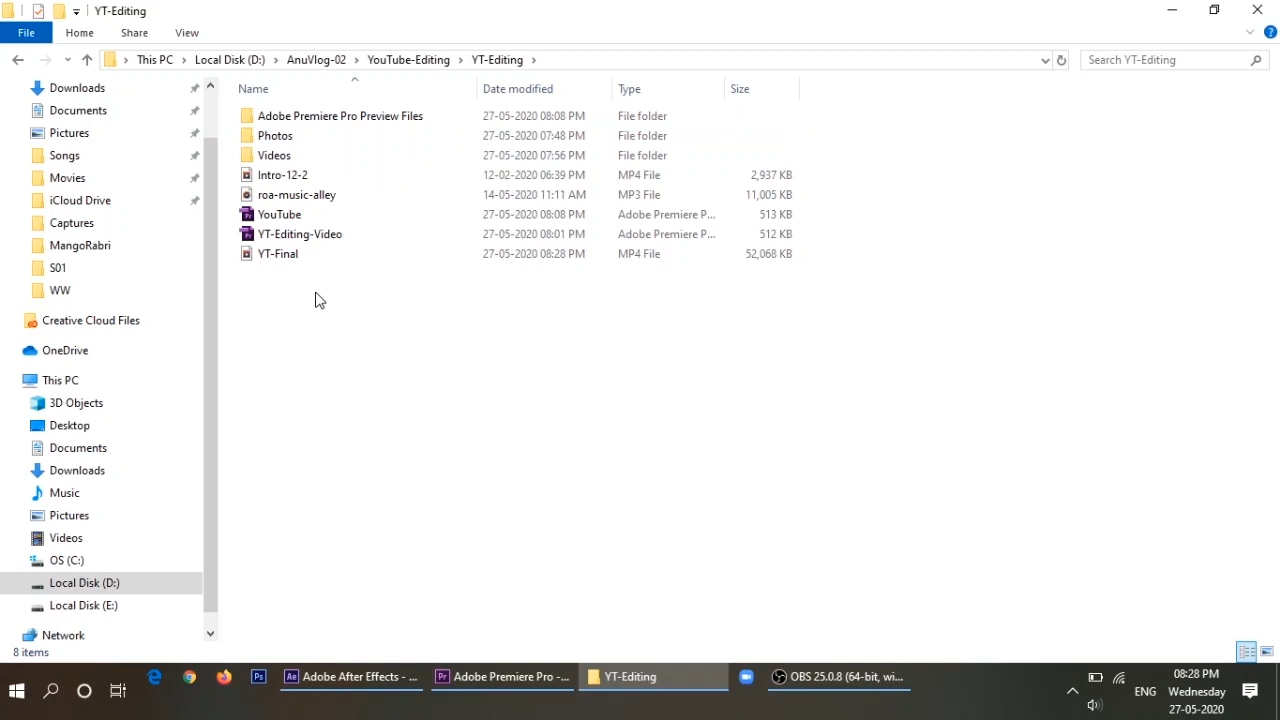 YT-Editing
File
Home
Share
View
This PC
Local Disk (D:)
AnuVlog-02
YouTube-Editing
YT-Editing
Search YT-Editing
Downloads
Documents
Pictures
Songs
Movies
iCloud Drive
Captures
MangoRabri
S01
WW
Creative Cloud Files
OneDrive
This PC
3D Objects
Desktop
Documents
Downloads
Music
Pictures
Videos
OS (C:)
Local Disk (D:)
Local Disk (E:)
Network
Name Date modified Type Size
Adobe Premiere Pro Preview Files 27-05-2020 08:08 PM File folder
Photos 27-05-2020 07:48 PM File folder
Videos 27-05-2020 07:56 PM File folder
Intro-12-2 12-02-2020 06:39 PM MP4 File 2,937 KB
roa-music-alley 14-05-2020 11:11 AM MP3 File 11,005 KB
YouTube 27-05-2020 08:08 PM Adobe Premiere P... 513 KB
YT-Editing-Video 27-05-2020 08:01 PM Adobe Premiere P... 512 KB
YT-Final 27-05-2020 08:28 PM MP4 File 52,068 KB
8 items
Ps
Ae Adobe After Effects - ...
Pr Adobe Premiere Pro -...
YT-Editing
OBS 25.0.8 (64-bit, wi...
ENG
08:28 PM
Wednesday
27-05-2020